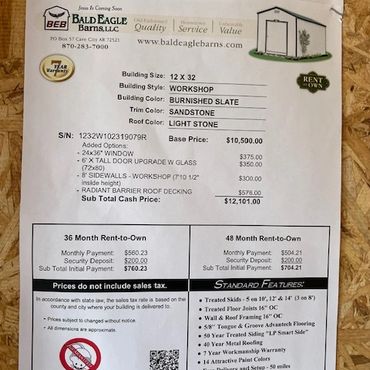 Jesus Is Coming Soon
BALD EAGLE
BARNS, LLC
BEB
Old Fashioned Quality
Democracy Service
Unbeatable Value
PO Box 57 Cave City AR 72521
870-283-7000
www.baldeaglebarns.com
YEAR
Warranty
RENT TO OWN
Building Size: 12 X 32
Building Style: WORKSHOP
Building Color: BURNISHED SLATE
Trim Color: SANDSTONE
Roof Color: LIGHT STONE
S/N: 1232W102319079R Base Price: $10,500.00
Added Options:
- 24x36" WINDOW $375.00
- 6' X TALL DOOR UPGRADE W GLASS (72x80) $350.00
- 8' SIDEWALLS - WORKSHOP (7'10 1/2" inside height) $300.00
- RADIANT BARRIER ROOF DECKING $576.00
Sub Total Cash Price: $12,101.00
36 Month Rent-to-Own
Monthly Payment: $560.23
Security Deposit: $200.00
Sub Total Initial Payment: $760.23
48 Month Rent-to-Own
Monthly Payment: $504.21
Security Deposit: $200.00
Sub Total Initial Payment: $704.21
Prices do not include sales tax.
In accordance with state law, the sales tax rate is based on the
county and city where your building is delivered to.
• Prices subject to change without notice.
• All dimensions are approximate.
STANDARD FEATURES:
• Treated Skids - 5 on 10', 12' & 14' (3 on 8')
• Treated Floor Joists 16" OC
• Wall & Roof Framing 16" OC
• 5/8" Tongue & Groove Advantech Flooring
• 50 Year Treated Siding "LP Smart Side"
• 40 Year Metal Roofing
• 7 Year Workmanship Warranty
• 14 Attractive Paint Colors
• Free Delivery and Setup - 50 miles